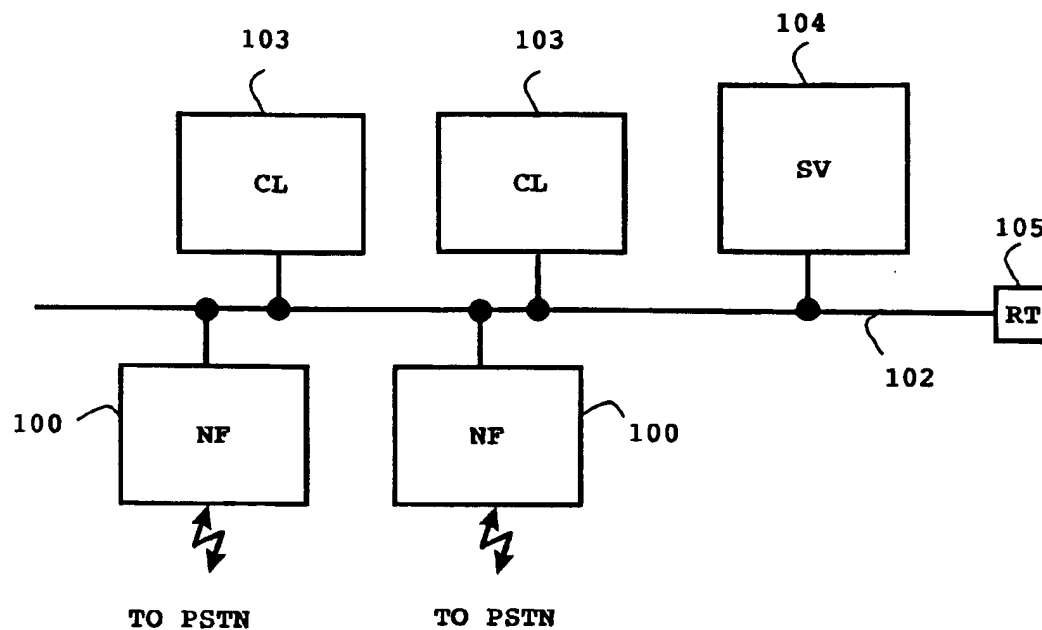 103 103 104
CL CL SV
105
RT
102
100 NF NF 100
TO PSTN TO PSTN